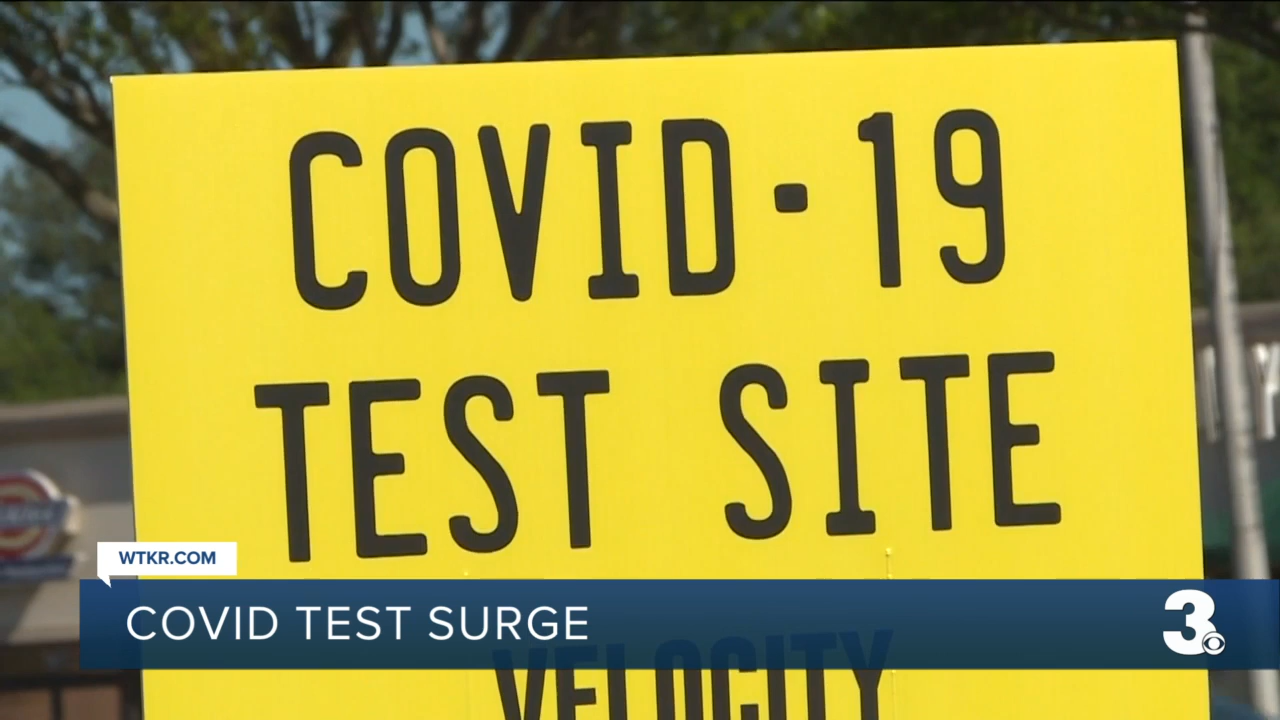 COVID-19
TEST SITE
WTKR.COM
COVID TEST SURGE
3
VELOCITY